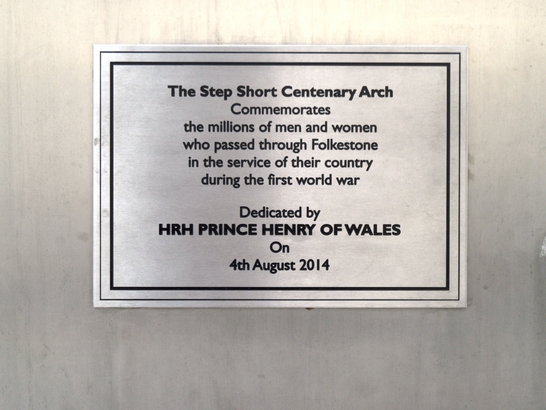 The Step Short Centenary Arch
Commemorates
the millions of men and women
who passed through Folkestone
in the service of their country
during the first world war
Dedicated by
HRH PRINCE HENRY OF WALES
On
4th August 2014